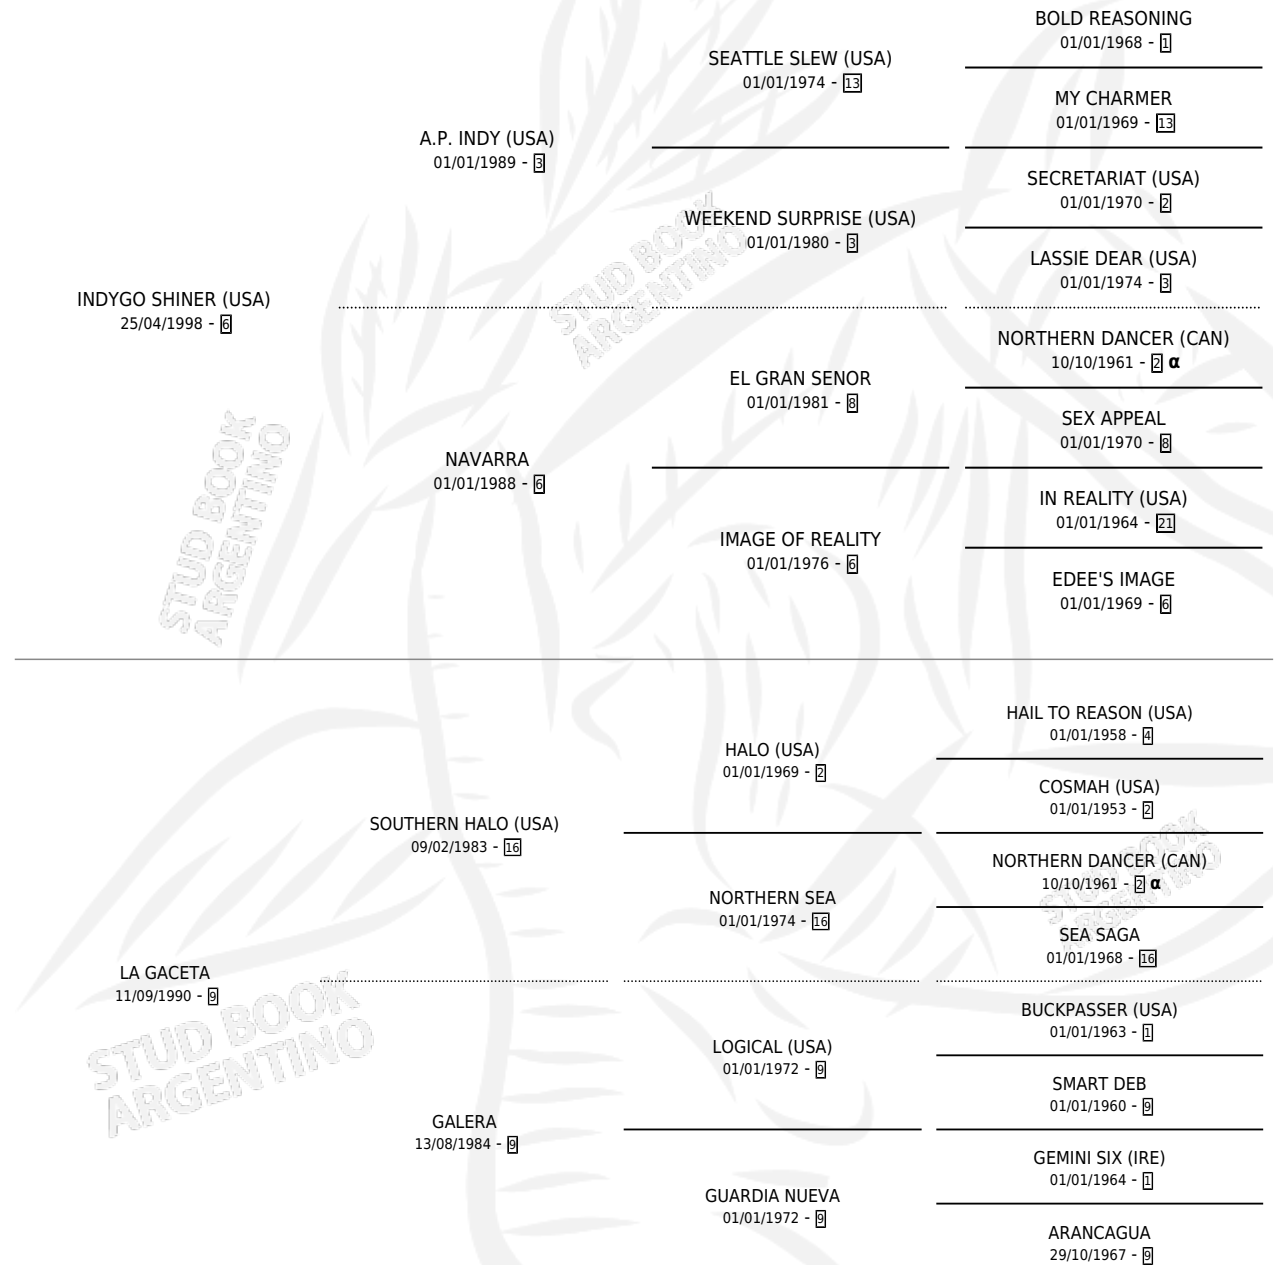 BOLD REASONING
01/01/1968 - 1
SEATTLE SLEW (USA)
01/01/1974 - 13
MY CHARMER
01/01/1969 - 13
A.P. INDY (USA)
01/01/1989 - 3
SECRETARIAT (USA)
01/01/1970 - 2
WEEKEND SURPRISE (USA)
01/01/1980 - 3
LASSIE DEAR (USA)
01/01/1974 - 3
INDYGO SHINER (USA)
25/04/1998 - 6
NORTHERN DANCER (CAN)
10/10/1961 - 2 α
EL GRAN SENOR
01/01/1981 - 8
SEX APPEAL
01/01/1970 - 8
NAVARRA
01/01/1988 - 6
IN REALITY (USA)
01/01/1964 - 21
IMAGE OF REALITY
01/01/1976 - 6
EDEE'S IMAGE
01/01/1969 - 6
HAIL TO REASON (USA)
01/01/1958 - 4
HALO (USA)
01/01/1969 - 2
COSMAH (USA)
01/01/1953 - 2
SOUTHERN HALO (USA)
09/02/1983 - 16
NORTHERN DANCER (CAN)
10/10/1961 - 2 α
NORTHERN SEA
01/01/1974 - 16
SEA SAGA
01/01/1968 - 16
LA GACETA
11/09/1990 - 9
BUCKPASSER (USA)
01/01/1963 - 1
LOGICAL (USA)
01/01/1972 - 9
SMART DEB
01/01/1960 - 9
GALERA
13/08/1984 - 9
GEMINI SIX (IRE)
01/01/1964 - 1
GUARDIA NUEVA
01/01/1972 - 9
ARANCAGUA
29/10/1967 - 9
STUD BOOK
ARGENTINO
STUD BOOK
ARGENTINO
STUD BOOK
ARGENTINO
STUD BOOK
ARGENTINO